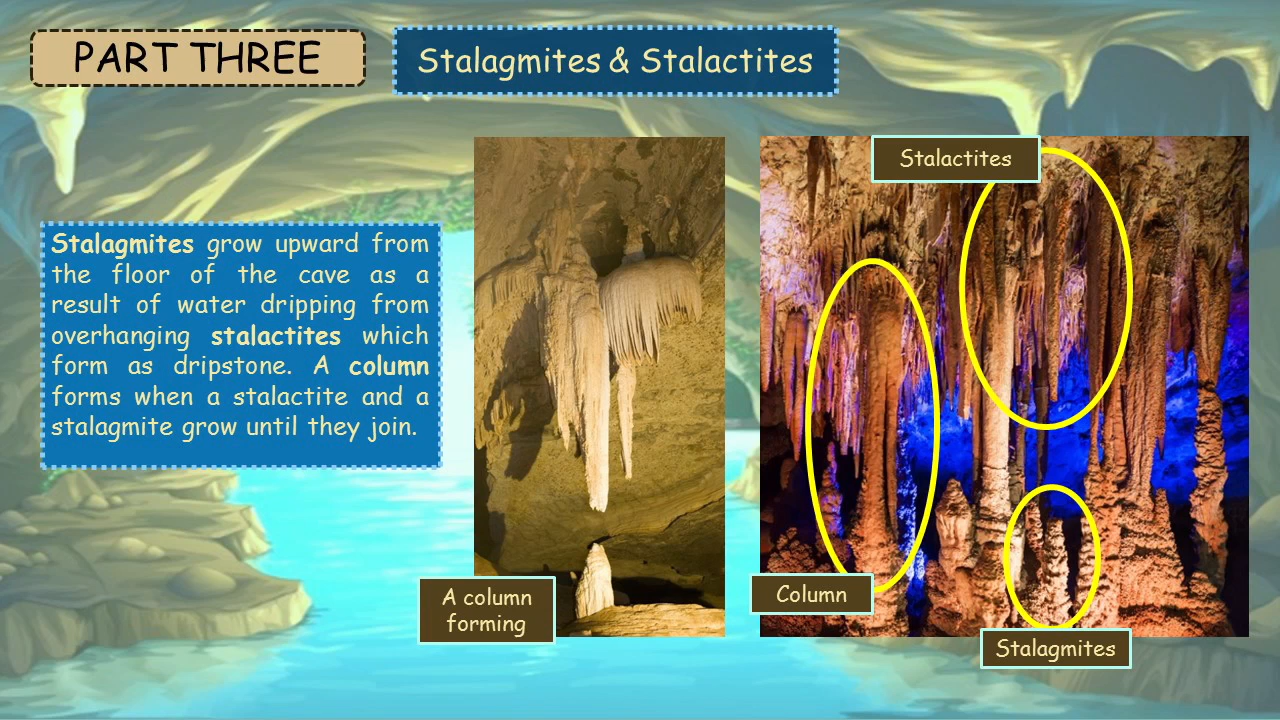 PART THREE
Stalagmites & Stalactites
Stalagmites grow upward from
the floor of the cave as a
result of water dripping from
overhanging stalactites which
form as dripstone. A column
forms when a stalactite and a
stalagmite grow until they join.
A column
forming
Stalactites
Column
Stalagmites